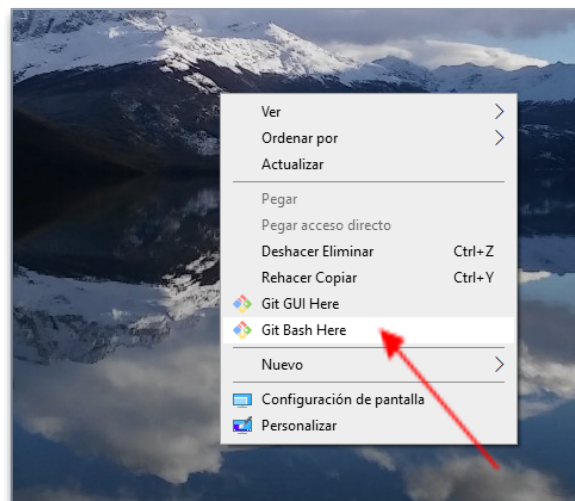 Ver
Ordenar por
Actualizar
Pegar
Pegar acceso directo
Deshacer Eliminar Ctrl+Z
Rehacer Copiar Ctrl+Y
Git GUI Here
Git Bash Here
Nuevo
Configuración de pantalla
Personalizar